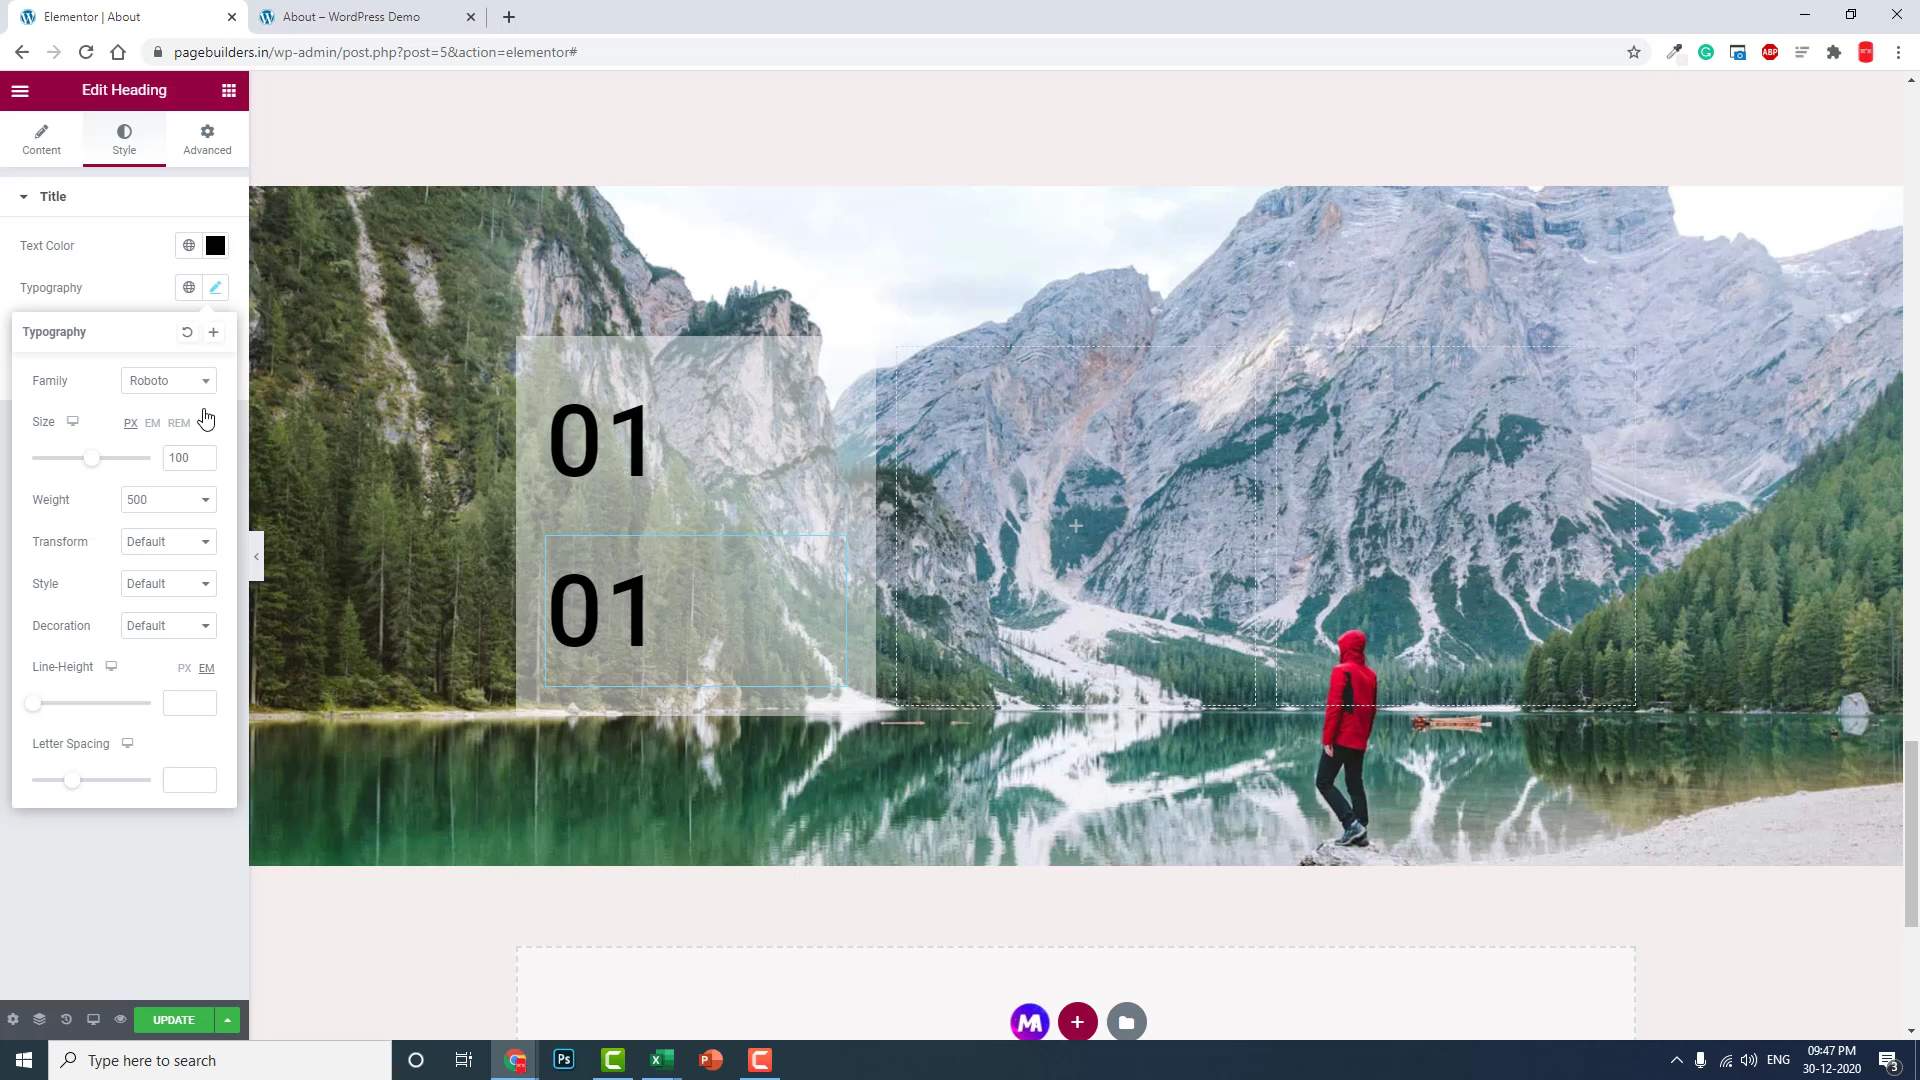 Elementor | About
About – WordPress Demo
pagebuilders.in/wp-admin/post.php?post=5&action=elementor#
ABP
Edit Heading
Content
Style
Advanced
Title
Text Color
Typography
Typography
Family
Roboto
Size
PX EM REM
100
Weight
500
Transform
Default
Style
Default
Decoration
Default
Line-Height
PX EM
Letter Spacing
01
01
UPDATE
Type here to search
Ps
ENG
09:47 PM
30-12-2020
3